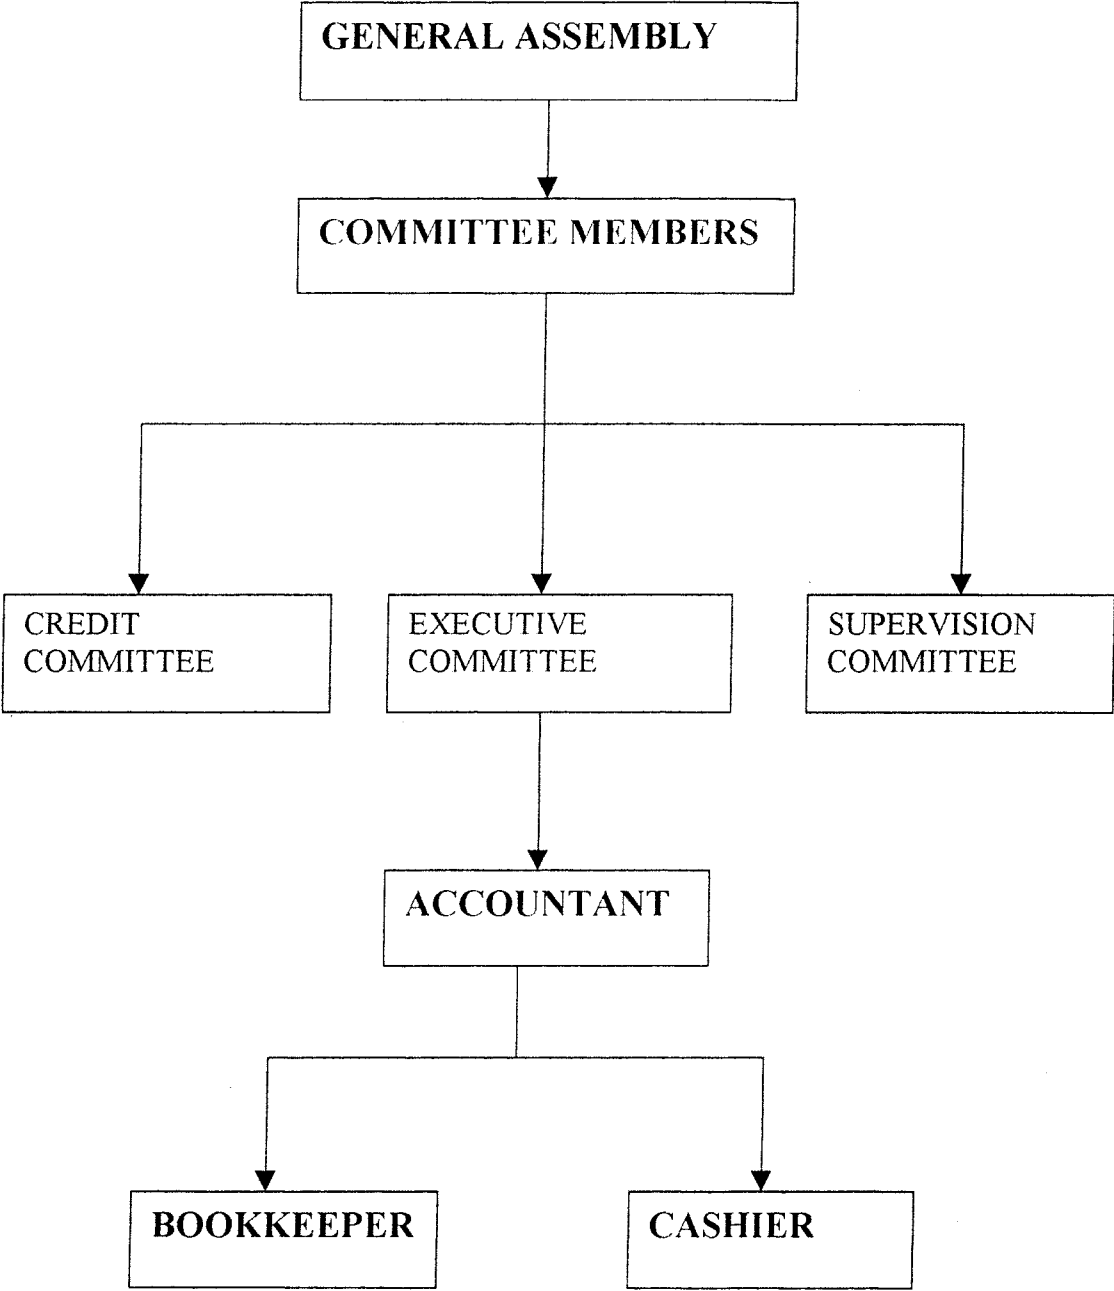 GENERAL ASSEMBLY
COMMITTEE MEMBERS
CREDIT
COMMITTEE
EXECUTIVE
COMMITTEE
SUPERVISION
COMMITTEE
ACCOUNTANT
BOOKKEEPER
CASHIER